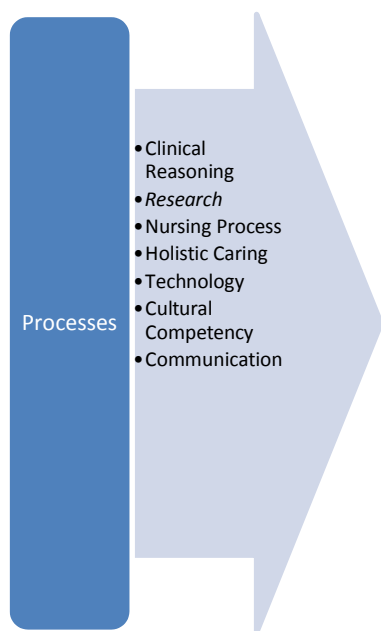 Processes
•Clinical
Reasoning
•Research
•Nursing Process
•Holistic Caring
•Technology
•Cultural
Competency
•Communication